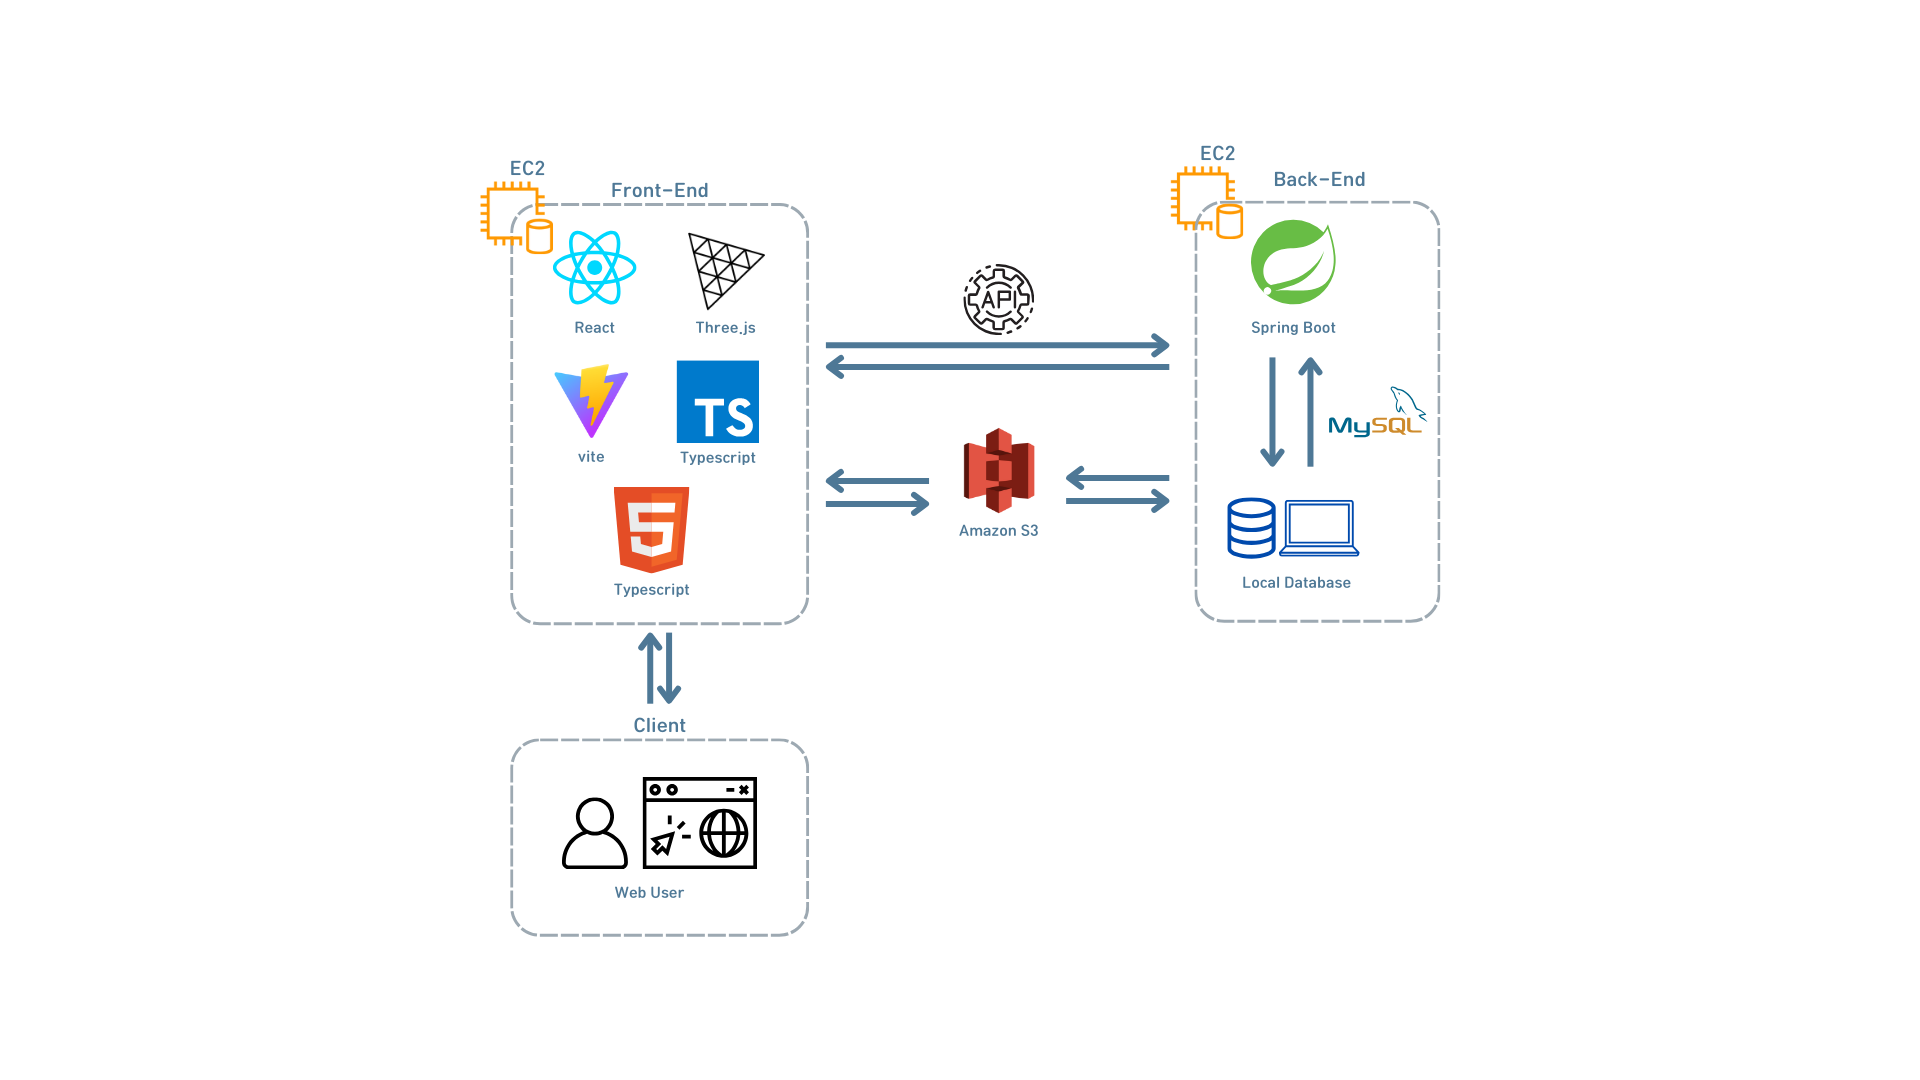 EC2
Front-End
React
Three.js
vite
TS
Typescript
5
Typescript
API
Amazon S3
EC2
Back-End
Spring Boot
MySQL
Local Database
Client
Web User